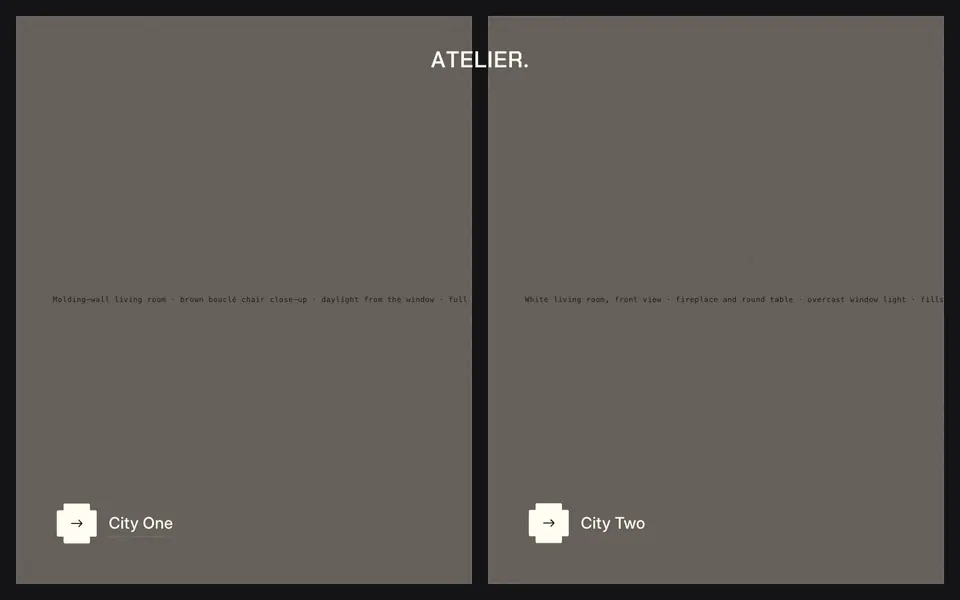 ATELIER.
Molding-wall living room · brown bouclé chair close-up · daylight from the window · full
White living room, front view · fireplace and round table · overcast window light · fills
→ City One
→ City Two